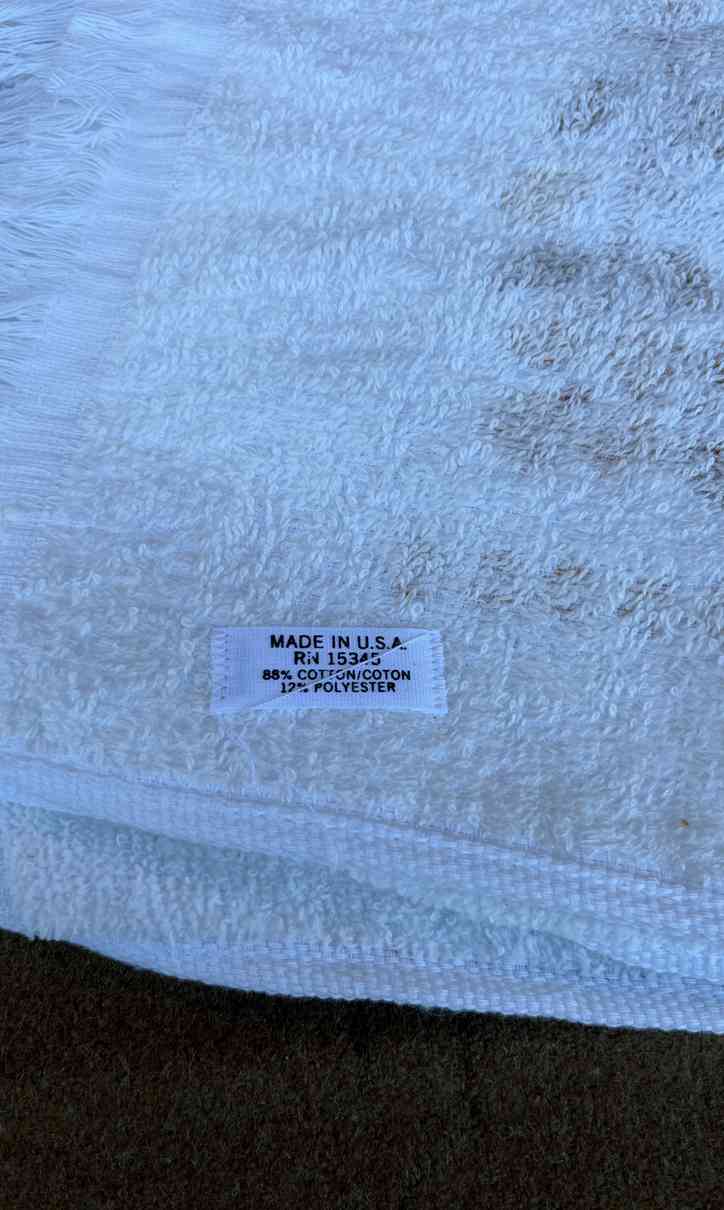 MADE IN U.S.A.
RN 15345
88% COTTON/COTON
12% POLYESTER